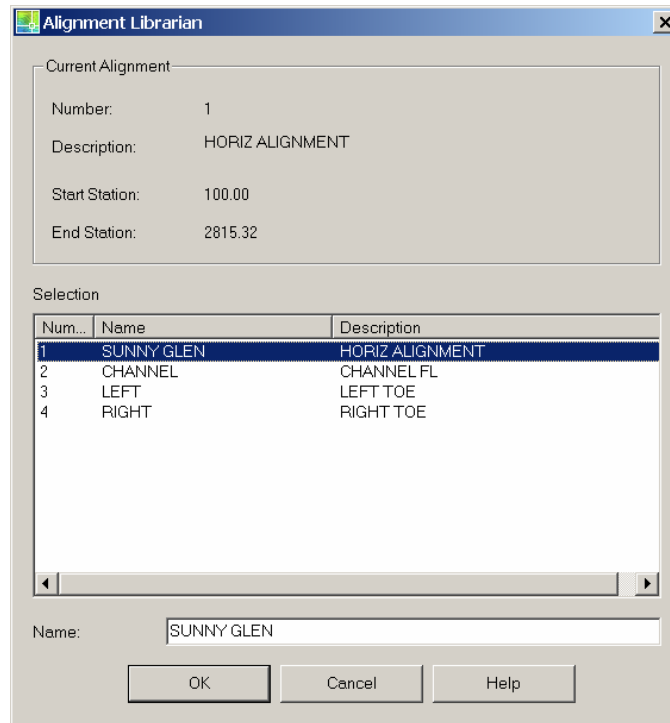 Alignment Librarian
Current Alignment
Number: 1
Description: HORIZ ALIGNMENT
Start Station: 100.00
End Station: 2815.32
Selection
Num... Name Description
1 SUNNY GLEN HORIZ ALIGNMENT
2 CHANNEL CHANNEL FL
3 LEFT LEFT TOE
4 RIGHT RIGHT TOE
Name: SUNNY GLEN
OK Cancel Help